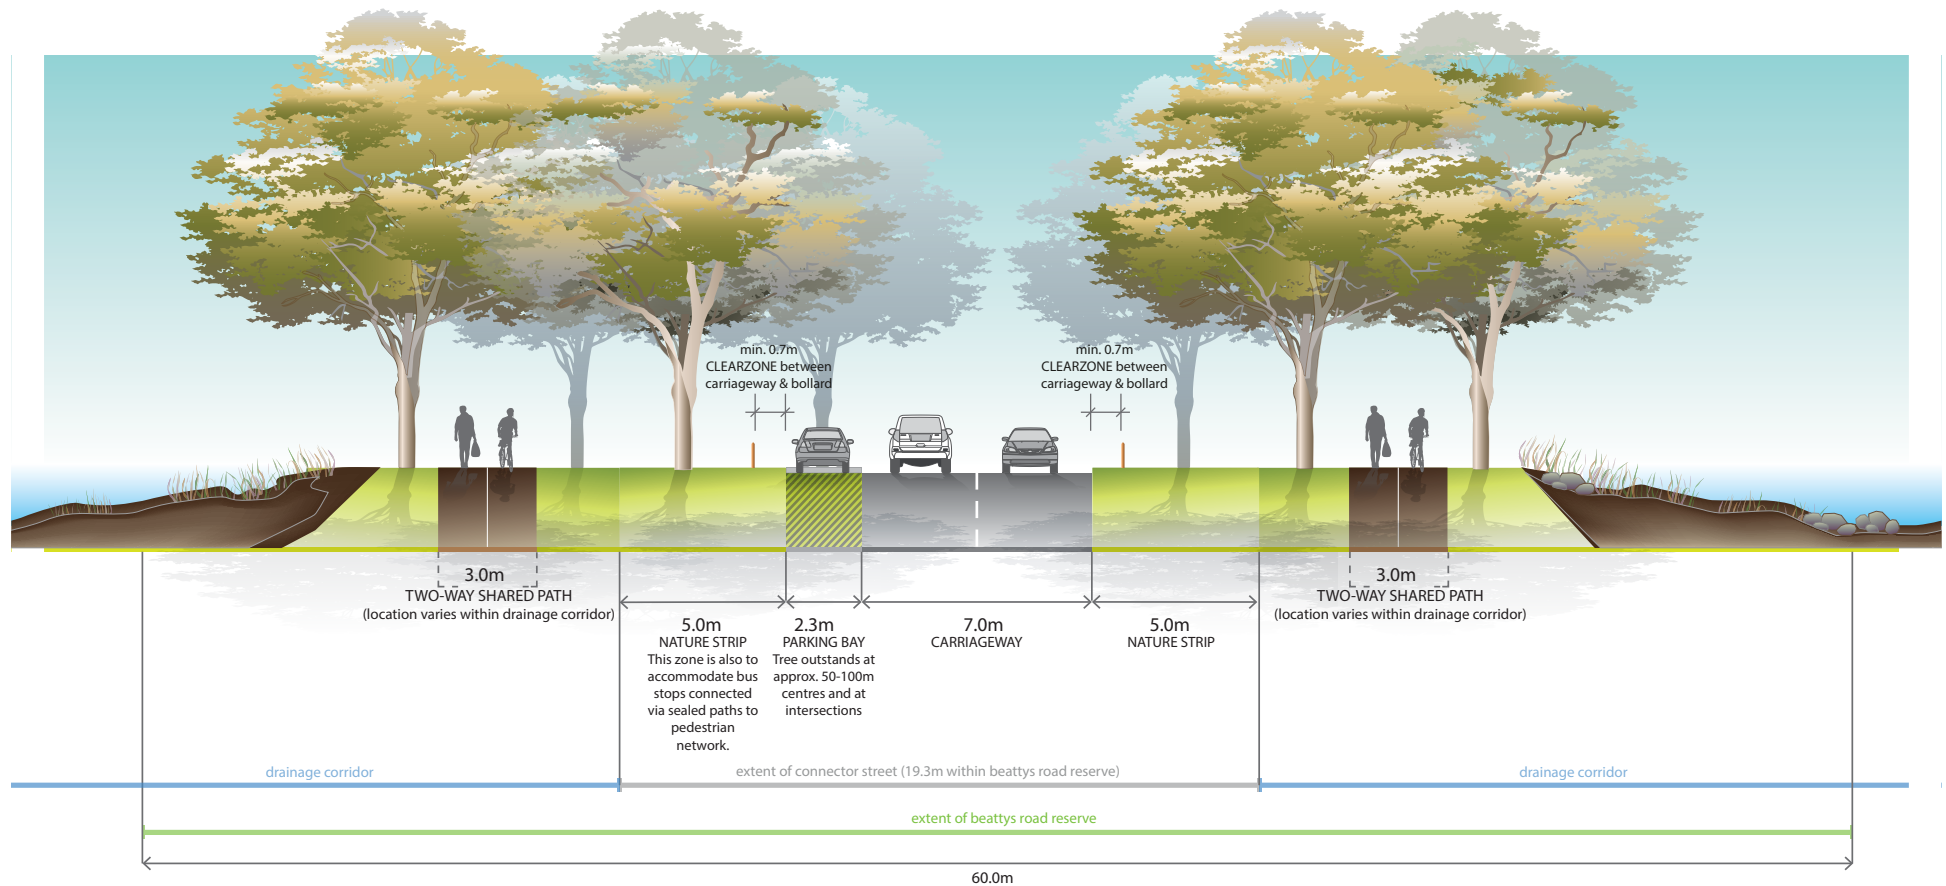 min. 0.7m
CLEARZONE between
carriageway & bollard
min. 0.7m
CLEARZONE between
carriageway & bollard
3.0m
TWO-WAY SHARED PATH
(location varies within drainage corridor)
5.0m
NATURE STRIP
This zone is also to
accommodate bus
stops connected
via sealed paths to
pedestrian
network.
2.3m
PARKING BAY
Tree outstands at
approx. 50-100m
centres and at
intersections
7.0m
CARRIAGEWAY
5.0m
NATURE STRIP
3.0m
TWO-WAY SHARED PATH
(location varies within drainage corridor)
drainage corridor
extent of connector street (19.3m within beattys road reserve)
drainage corridor
extent of beattys road reserve
60.0m